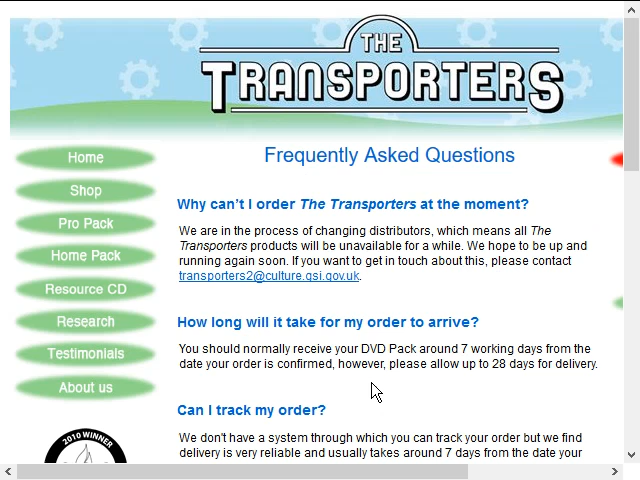 THE
TRANSPORTERS
Home
Shop
Pro Pack
Home Pack
Resource CD
Research
Testimonials
About us
2010 WINNER
Frequently Asked Questions
Why can't I order The Transporters at the moment?
We are in the process of changing distributors, which means all The
Transporters products will be unavailable for a while. We hope to be up and
running again soon. If you want to get in touch about this, please contact
transporters2@culture.gsi.gov.uk.
How long will it take for my order to arrive?
You should normally receive your DVD Pack around 7 working days from the
date your order is confirmed, however, please allow up to 28 days for delivery.
Can I track my order?
We don't have a system through which you can track your order but we find
delivery is very reliable and usually takes around 7 days from the date your